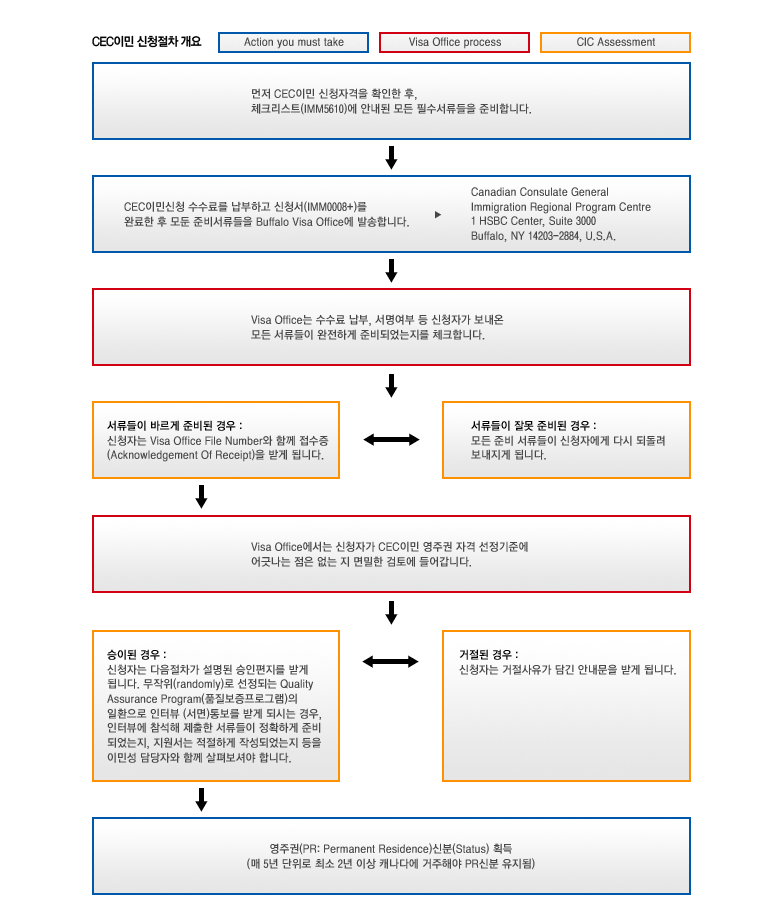 CEC이민 신청절차 개요
Action you must take
Visa Office process
CIC Assessment
먼저 CEC이민 신청자격을 확인한 후,
체크리스트(IMM5610)에 안내된 모든 필수서류들을 준비합니다.
CEC이민신청 수수료를 납부하고 신청서(IMM0008+)를
완료한 후 모둔 준비서류들을 Buffalo Visa Office에 발송합니다.
Canadian Consulate General
Immigration Regional Program Centre
1 HSBC Center, Suite 3000
Buffalo, NY 14203-2884, U.S.A.
Visa Office는 수수료 납부, 서명여부 등 신청자가 보내온
모든 서류들이 완전하게 준비되었는지를 체크합니다.
서류들이 바르게 준비된 경우 :
신청자는 Visa Office File Number와 함께 접수증
(Acknowledgement Of Receipt)을 받게 됩니다.
서류들이 잘못 준비된 경우 :
모든 준비 서류들이 신청자에게 다시 되돌려
보내지게 됩니다.
Visa Office에서는 신청자가 CEC이민 영주권 자격 선정기준에
어긋나는 점은 없는 지 면밀한 검토에 들어갑니다.
승이된 경우 :
신청자는 다음절차가 설명된 승인편지를 받게
됩니다. 무작위(randomly)로 선정되는 Quality
Assurance Program(품질보증프로그램)의
일환으로 인터뷰 (서면)통보를 받게 되시는 경우,
인터뷰에 참석해 제출한 서류들이 정확하게 준비
되었는지, 지원서는 적절하게 작성되었는지 등을
이민성 담당자와 함께 살펴보셔야 합니다.
거절된 경우 :
신청자는 거절사유가 담긴 안내문을 받게 됩니다.
영주권(PR: Permanent Residence)신분(Status) 획득
(매 5년 단위로 최소 2년 이상 캐나다에 거주해야 PR신분 유지됨)